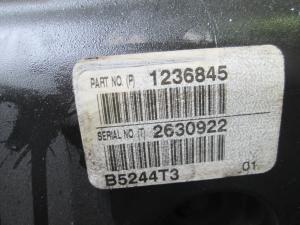 PART NO. (P) 1236845
SERIAL NO. (T) 2630922
B5244T3 01